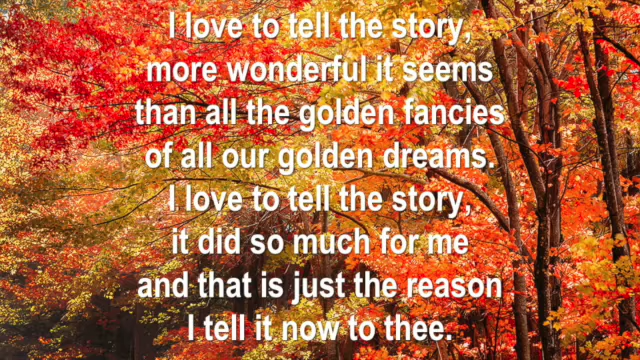 I love to tell the story,
more wonderful it seems
than all the golden fancies
of all our golden dreams.
I love to tell the story,
it did so much for me
and that is just the reason
I tell it now to thee.